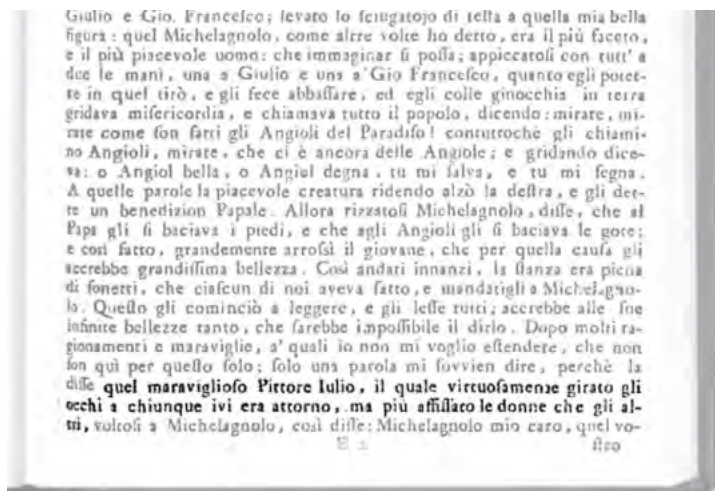 Giulio e Gio. Francesco; levato lo sciugatojo di testa a quella mia bella
figura: quel Michelagnolo, come altre volte ho detto, era il più faceto,
e il più piacevole uomo: che immaginar si possa; appiccatosi con tutt' a
dee le mani, una a Giulio e una a Gio Francesco, quanto egli potet-
te in quel tirò, e gli fece abbassare, ed egli colle ginocchia in terra
gridava misericordia, e chiamava tutto il popolo, dicendo: mirate, mi-
rate come son fatti gli Angioli del Paradiso! contuttochè gli chiami-
no Angioli, mirate, che ci è ancora delle Angiole; e gridando dice-
va: o Angiol bella, o Angiol degna, tu mi salva, e tu mi segna.
A quelle parole la piacevole creatura ridendo alzò la destra, e gli det-
te un benedizion Papale. Allora rizzatosi Michelagnolo, disse, che al
Papa gli si baciava i piedi, e che agli Angioli gli si baciava le gote;
e così fatto, grandemente arrossì il giovane, che per quella causa gli
accrebbe grandissima bellezza. Così andati innanzi, la stanza era piena
di sonetti, che ciascun di noi aveva fatto, e mandatigli a Michelagno-
lo. Questo gli cominciò a leggere, e gli lesse tutti; accrebbe alle sue
infinite bellezze tanto, che sarebbe impossibile il dirlo. Dopo molti ra-
gionamenti e maraviglie, a' quali io non mi voglio estendere, che non
son quì per questo solo; solo una parola mi sovvien dire, perchè la
disse quel maraviglioso Pittore Iulio, il quale virtuosamense girato gli
occhi a chiunque ivi era attorno, ma più affissato le donne che gli al-
tri, voltosi a Michelagnolo, così disse: Michelagnolo mio caro, quel vo-
stro